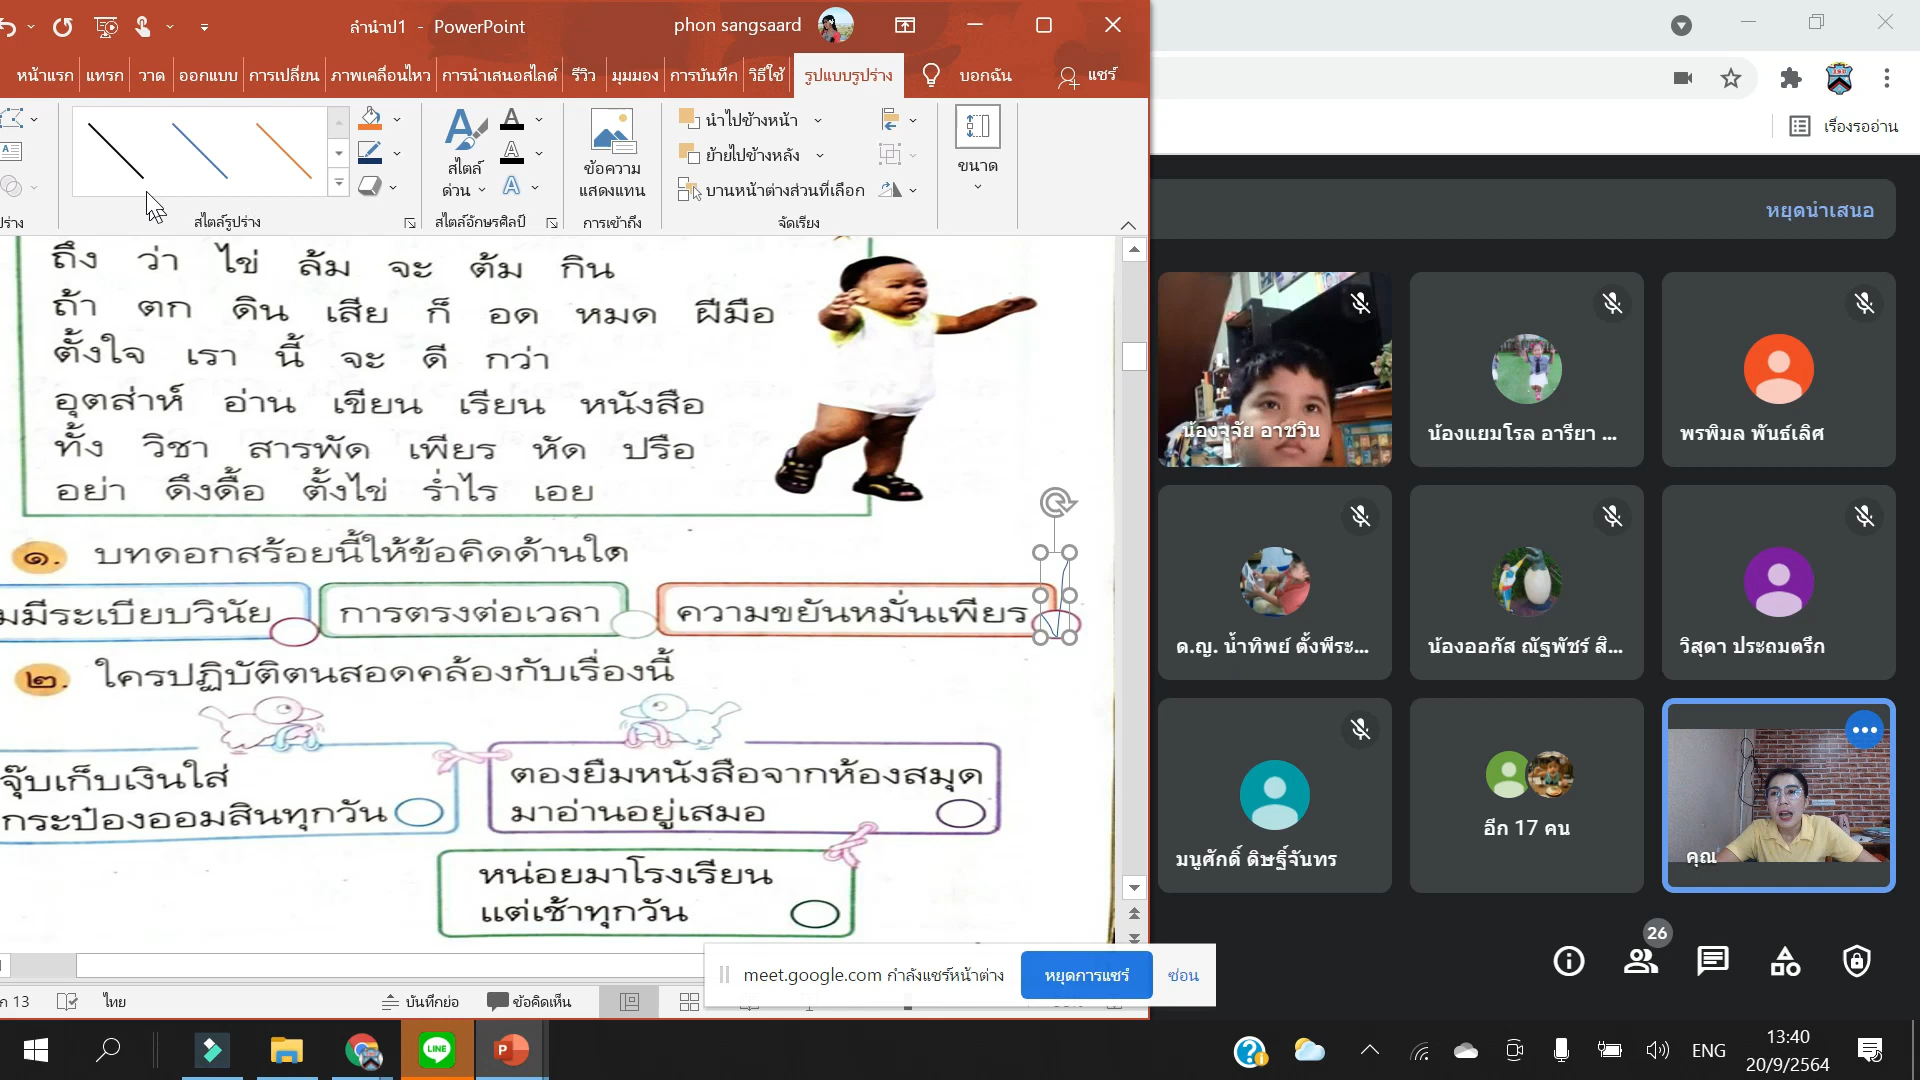 ลำนำป1 - PowerPoint
phon sangsaard
หน้าแรก แทรก วาด ออกแบบ การเปลี่ยน ภาพเคลื่อนไหว การนำเสนอสไลด์ รีวิว มุมมอง การบันทึก วิธีใช้ รูปแบบรูปร่าง บอกฉัน แชร์
สไตล์
ด่วน
ข้อความ
แสดงแทน
นำไปข้างหน้า
ย้ายไปข้างหลัง
บานหน้าต่างส่วนที่เลือก
ขนาด
สไตล์รูปร่าง
สไตล์อักษรศิลป์
การเข้าถึง
จัดเรียง
เรื่องรออ่าน
หยุดนำเสนอ
ถึง ว่า ไข่ ล้ม จะ ต้ม กิน
ถ้า ตก ดิน เสีย ก็ อด หมด ฝีมือ
ตั้งใจ เรา นี้ จะ ดี กว่า
อุตส่าห์ อ่าน เขียน เรียน หนังสือ
ทั้ง วิชา สารพัด เพียร หัด ปรือ
อย่า ดึงดื้อ ตั้งไข่ ร่ำไร เอย
๑. บทดอกสร้อยนี้ให้ข้อคิดด้านใด
มีระเบียบวินัย
การตรงต่อเวลา
ความขยันหมั่นเพียร
๒. ใครปฏิบัติตนสอดคล้องกับเรื่องนี้
จุ๊บเก็บเงินใส่
กระป๋องออมสินทุกวัน
ตองยืมหนังสือจากห้องสมุด
มาอ่านอยู่เสมอ
หน่อยมาโรงเรียน
แต่เช้าทุกวัน
น้องจุจัย อาชวิน
น้องแยมโรล อารียา ...
พรพิมล พันธ์เลิศ
ด.ญ. น้ำทิพย์ ตั้งพีระ...
น้องออกัส ณัฐพัชร์ สิ...
วิสุดา ประถมตรึก
มนูศักดิ์ ดิษฐิ์จันทร
อีก 17 คน
คุณ
26
meet.google.com กำลังแชร์หน้าต่าง
หยุดการแชร์
ซ่อน
13
ไทย
บันทึกย่อ
ข้อคิดเห็น
LINE
ENG
13:40
20/9/2564